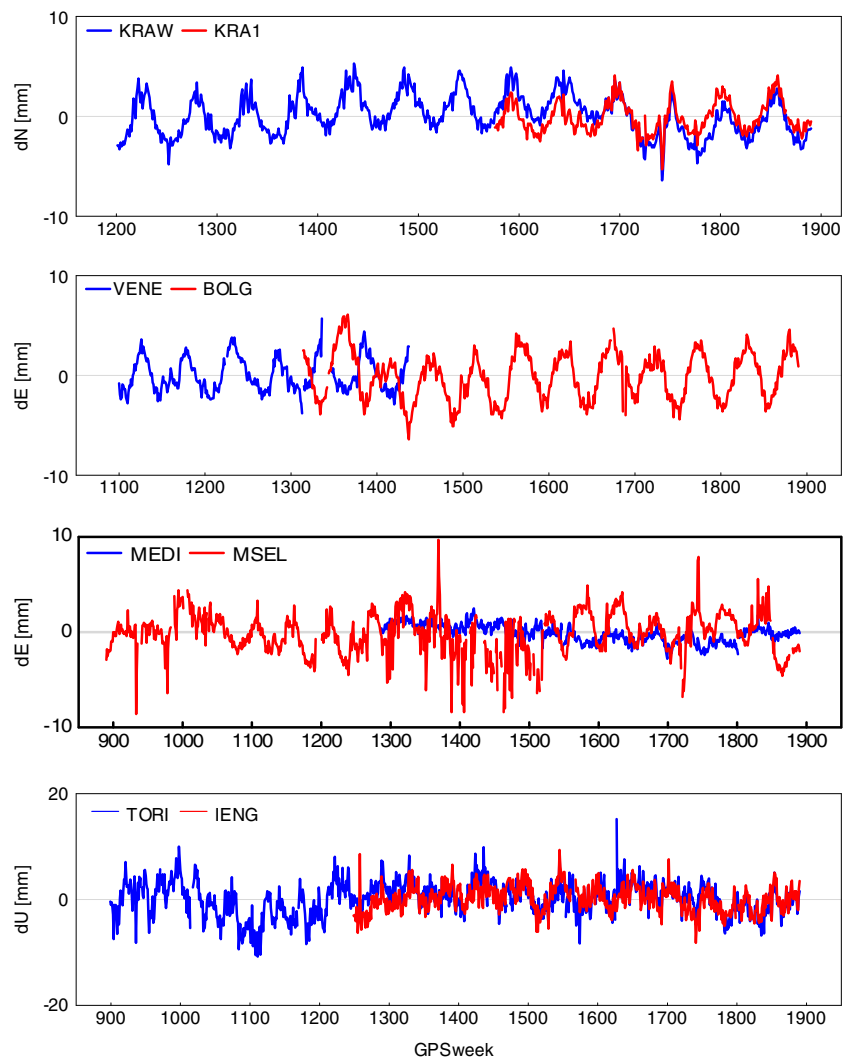 10
KRAW KRA1
dN [mm]
0
-10
1200 1300 1400 1500 1600 1700 1800 1900
10
VENE BOLG
dE [mm]
0
-10
1100 1200 1300 1400 1500 1600 1700 1800 1900
10
MEDI MSEL
dE [mm]
0
-10
900 1000 1100 1200 1300 1400 1500 1600 1700 1800 1900
20
TORI IENG
dU [mm]
0
-20
900 1000 1100 1200 1300 1400 1500 1600 1700 1800 1900
GPSweek